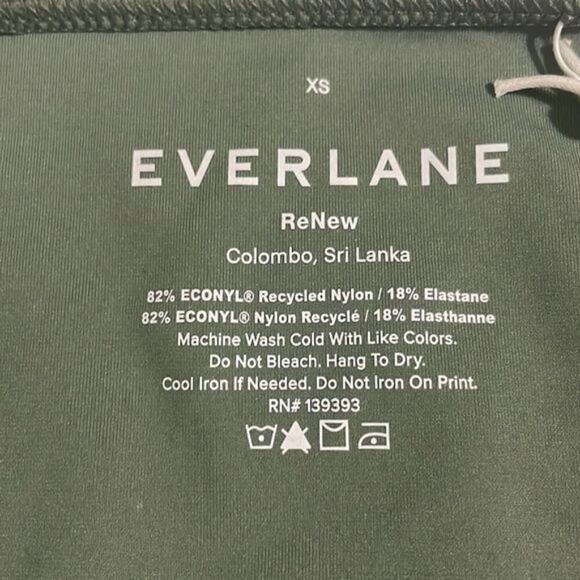 XS
EVERLANE
ReNew
Colombo, Sri Lanka
82% ECONYL® Recycled Nylon / 18% Elastane
82% ECONYL® Nylon Recyclé / 18% Elasthanne
Machine Wash Cold With Like Colors.
Do Not Bleach. Hang To Dry.
Cool Iron If Needed. Do Not Iron On Print.
RN# 139393